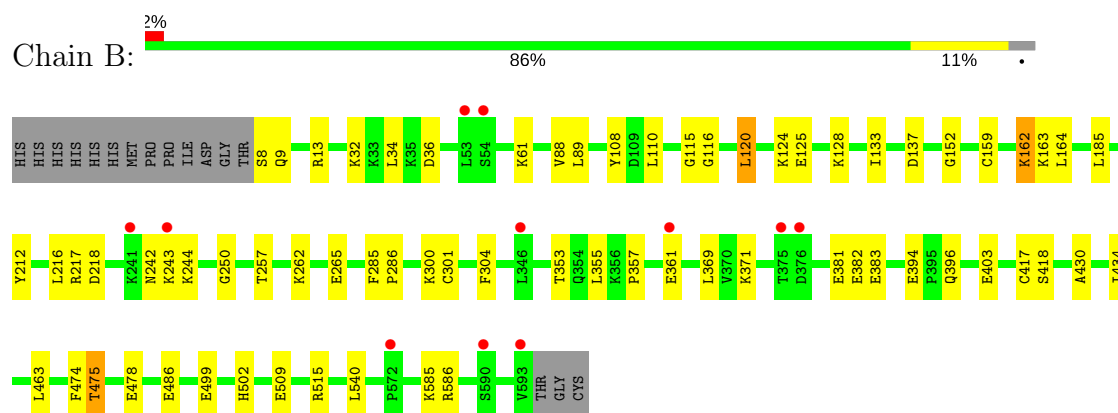 2%
Chain B:
86% 11% •
HIS HIS HIS HIS HIS HIS MET PRO PRO ILE ASP GLY THR S8 Q9 R13 K32 K33 L34 K35 D36 L53 S54 K61 V88 L89 Y108 D109 L110 G115 G116 L120 K124 E125 K128 I133 D137 G152 C159 K162 K163 L164 L185
Y212 L216 R217 D218 K241 N242 K243 K244 G250 T257 K262 E265 F285 P286 K300 C301 F304 L346 T353 Q354 L355 K356 P357 E361 L369 V370 K371 T375 D376 E381 E382 E383 E394 P395 Q396 E403 C417 S418 A430 I434
L463 F474 T475 E478 E486 E499 H502 E509 R515 L540 P572 K585 R586 S590 V593 THR GLY CYS